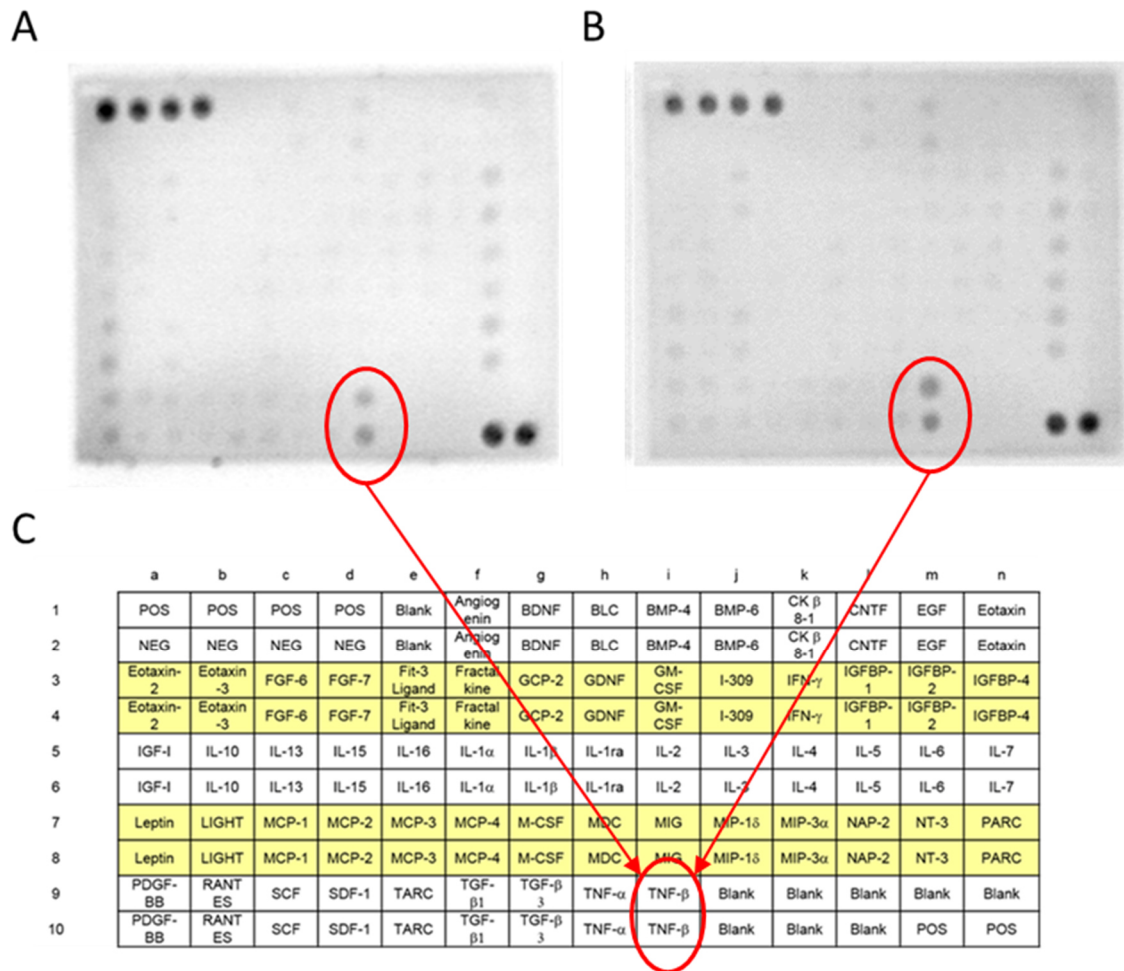 A
B
C
a b c d e f g h i j k l m n
1 POS POS POS POS Blank Angiog enin BDNF BLC BMP-4 BMP-6 CK β 8-1 CNTF EGF Eotaxin
2 NEG NEG NEG NEG Blank Angiog enin BDNF BLC BMP-4 BMP-6 CK β 8-1 CNTF EGF Eotaxin
3 Eotaxin-2 Eotaxin-3 FGF-6 FGF-7 Fit-3 Ligand Fractal kine GCP-2 GDNF GM-CSF I-309 IFN-γ IGFBP-1 IGFBP-2 IGFBP-4
4 Eotaxin-2 Eotaxin-3 FGF-6 FGF-7 Fit-3 Ligand Fractal kine GCP-2 GDNF GM-CSF I-309 IFN-γ IGFBP-1 IGFBP-2 IGFBP-4
5 IGF-I IL-10 IL-13 IL-15 IL-16 IL-1α IL-1β IL-1ra IL-2 IL-3 IL-4 IL-5 IL-6 IL-7
6 IGF-I IL-10 IL-13 IL-15 IL-16 IL-1α IL-1β IL-1ra IL-2 IL-3 IL-4 IL-5 IL-6 IL-7
7 Leptin LIGHT MCP-1 MCP-2 MCP-3 MCP-4 M-CSF MDC MIG MIP-1δ MIP-3α NAP-2 NT-3 PARC
8 Leptin LIGHT MCP-1 MCP-2 MCP-3 MCP-4 M-CSF MDC MIG MIP-1δ MIP-3α NAP-2 NT-3 PARC
9 PDGF-BB RANT ES SCF SDF-1 TARC TGF-β1 TGF-β 3 TNF-α TNF-β Blank Blank Blank Blank Blank
10 PDGF-BB RANT ES SCF SDF-1 TARC TGF-β1 TGF-β 3 TNF-α TNF-β Blank Blank Blank POS POS